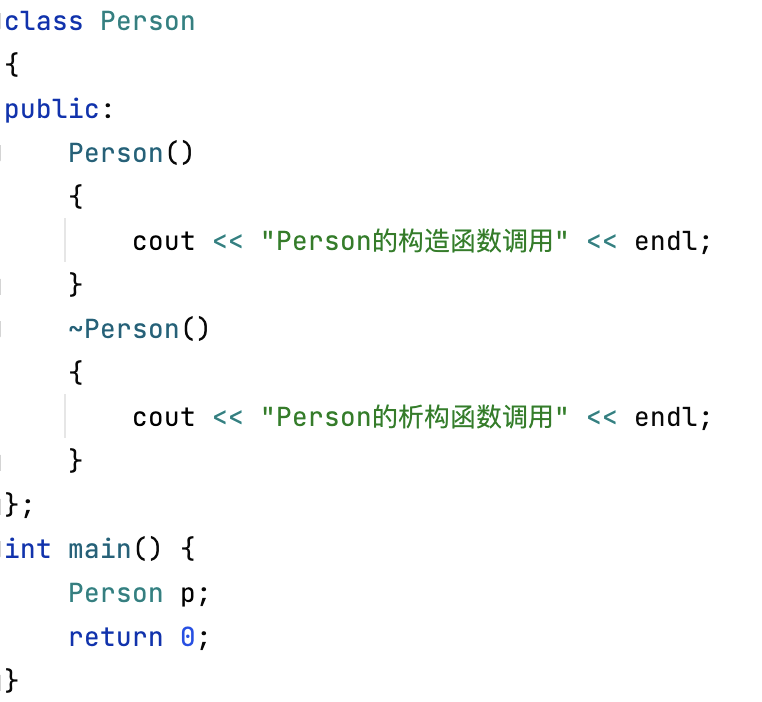 class Person
{
public:
    Person()
    {
        cout << "Person的构造函数调用" << endl;
    }
    ~Person()
    {
        cout << "Person的析构函数调用" << endl;
    }
};
int main() {
    Person p;
    return 0;
}